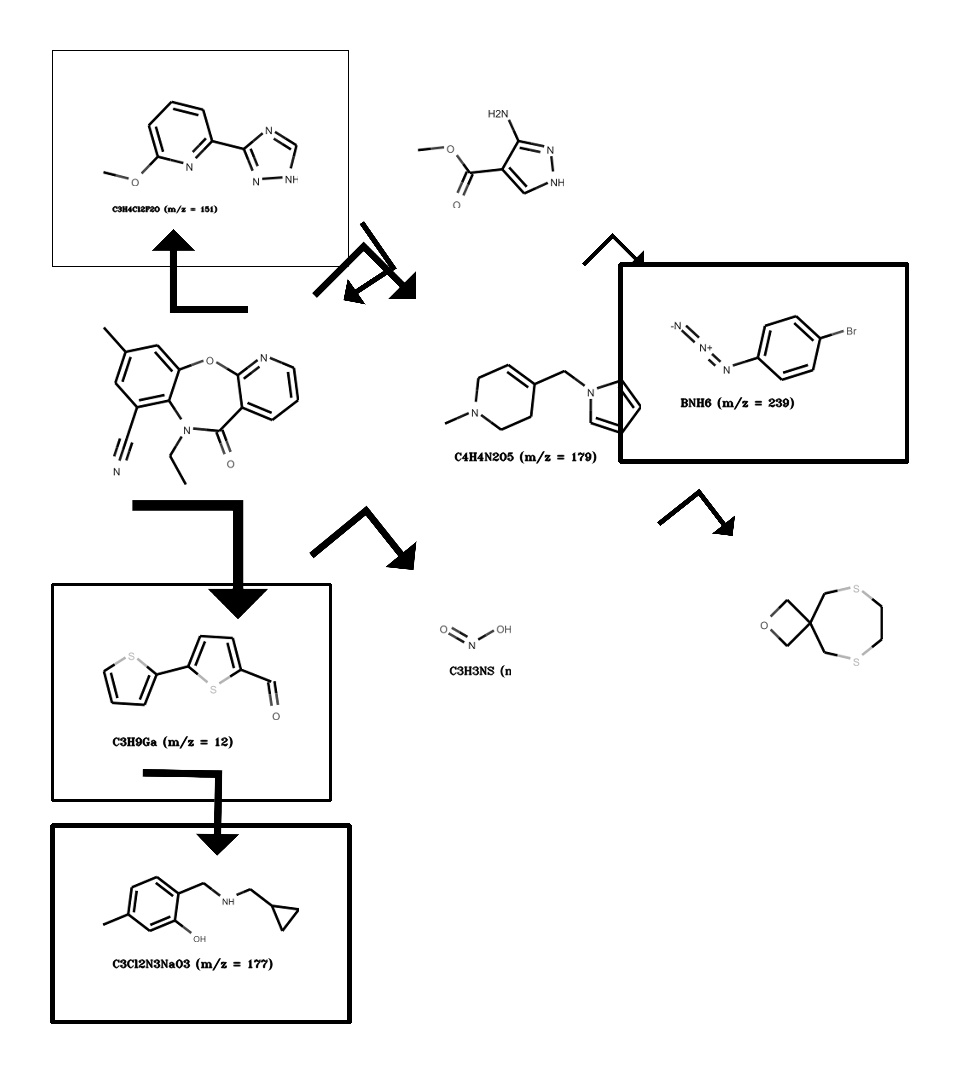 H2N
N
O
N
N
NH
O
N
NH
O
C3H4Cl2F2O (m/z = 151)
O
N
-N
N+
N
Br
BNH6 (m/z = 239)
N
N
N
O
N
C4H4N2O5 (m/z = 179)
S
O
O
OH
N
S
C3H3NS (n
S
S
O
C3H9Ga (m/z = 12)
NH
OH
C3Cl2N3NaO3 (m/z = 177)